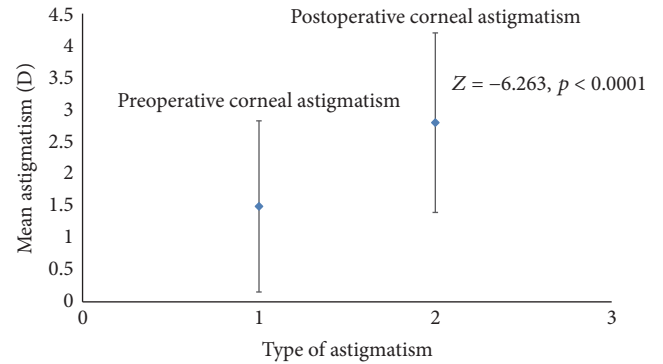 4.5
4
3.5
3
2.5
2
1.5
1
0.5
0
Mean astigmatism (D)
Postoperative corneal astigmatism
Z = −6.263, p < 0.0001
Preoperative corneal astigmatism
0 1 2 3
Type of astigmatism